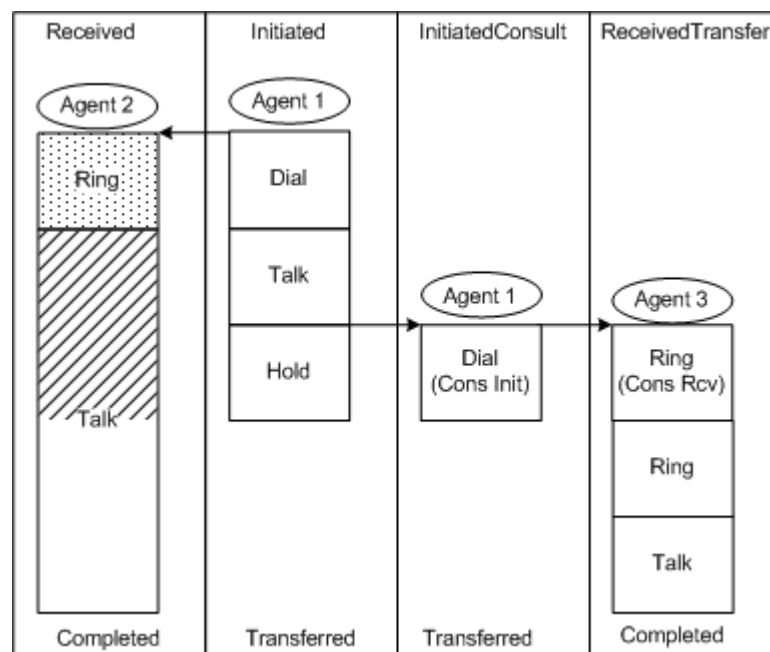 Received
Initiated
InitiatedConsult
ReceivedTransfer
Agent 2
Agent 1
Ring
Dial
Talk
Agent 1
Agent 3
Hold
Dial
(Cons Init)
Ring
(Cons Rcv)
Talk
Ring
Talk
Completed
Transferred
Transferred
Completed